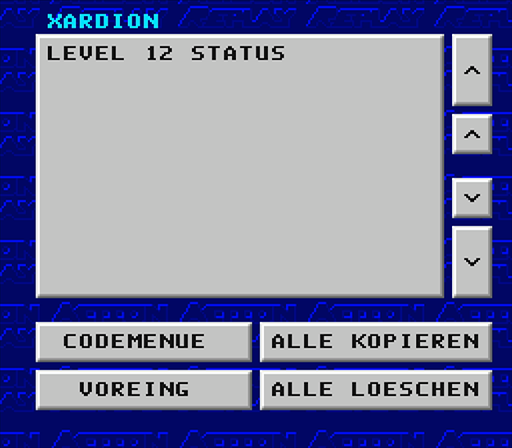 XARDION
LEVEL 12 STATUS
CODEMENUE
ALLE KOPIEREN
VOREING
ALLE LOESCHEN